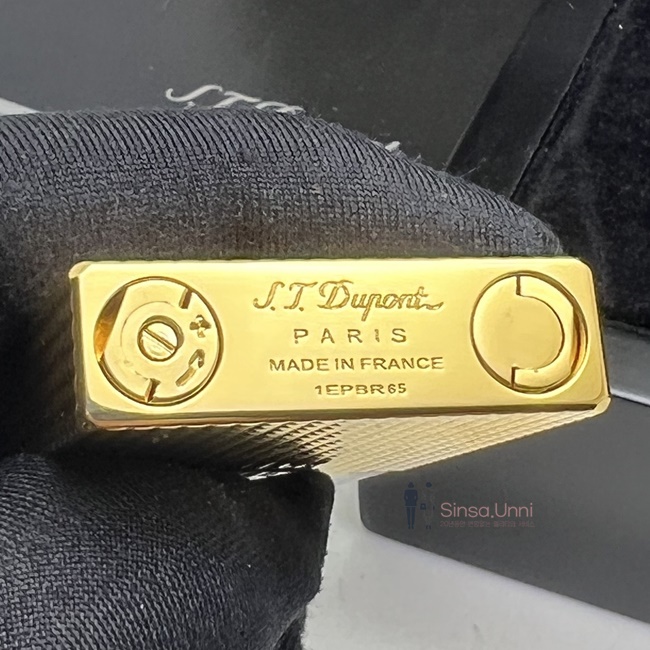 S.T. Dupont
PARIS
MADE IN FRANCE
1EPBR65
Sinsa.Unni